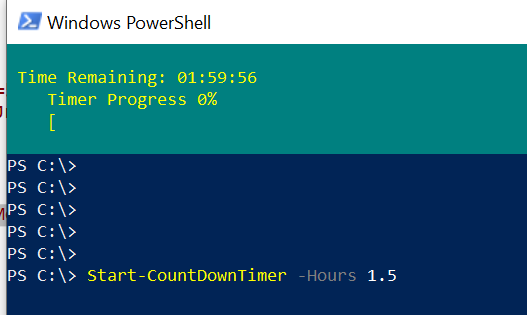 Windows PowerShell
Time Remaining: 01:59:56
Timer Progress 0%
[
PS C:\>
PS C:\>
PS C:\>
PS C:\>
PS C:\>
PS C:\> Start-CountDownTimer -Hours 1.5